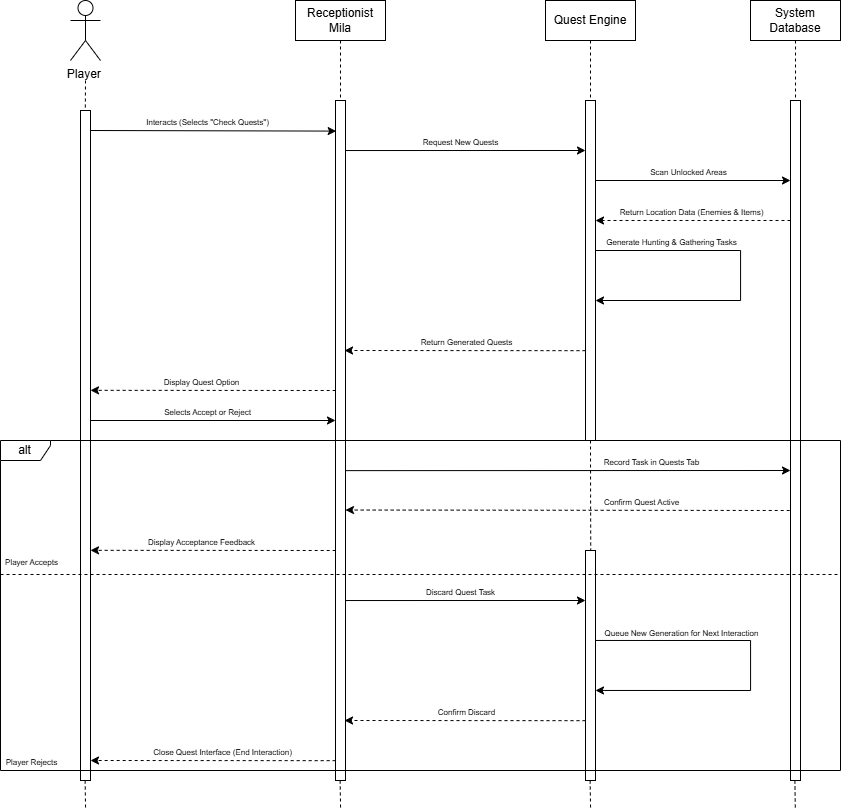 Receptionist
Mila
Quest Engine
System
Database
Player
Interacts (Selects "Check Quests")
Request New Quests
Scan Unlocked Areas
Return Location Data (Enemies & Items)
Generate Hunting & Gathering Tasks
Return Generated Quests
Display Quest Option
Selects Accept or Reject
alt
Record Task in Quests Tab
Confirm Quest Active
Display Acceptance Feedback
Player Accepts
Discard Quest Task
Queue New Generation for Next Interaction
Confirm Discard
Close Quest Interface (End Interaction)
Player Rejects